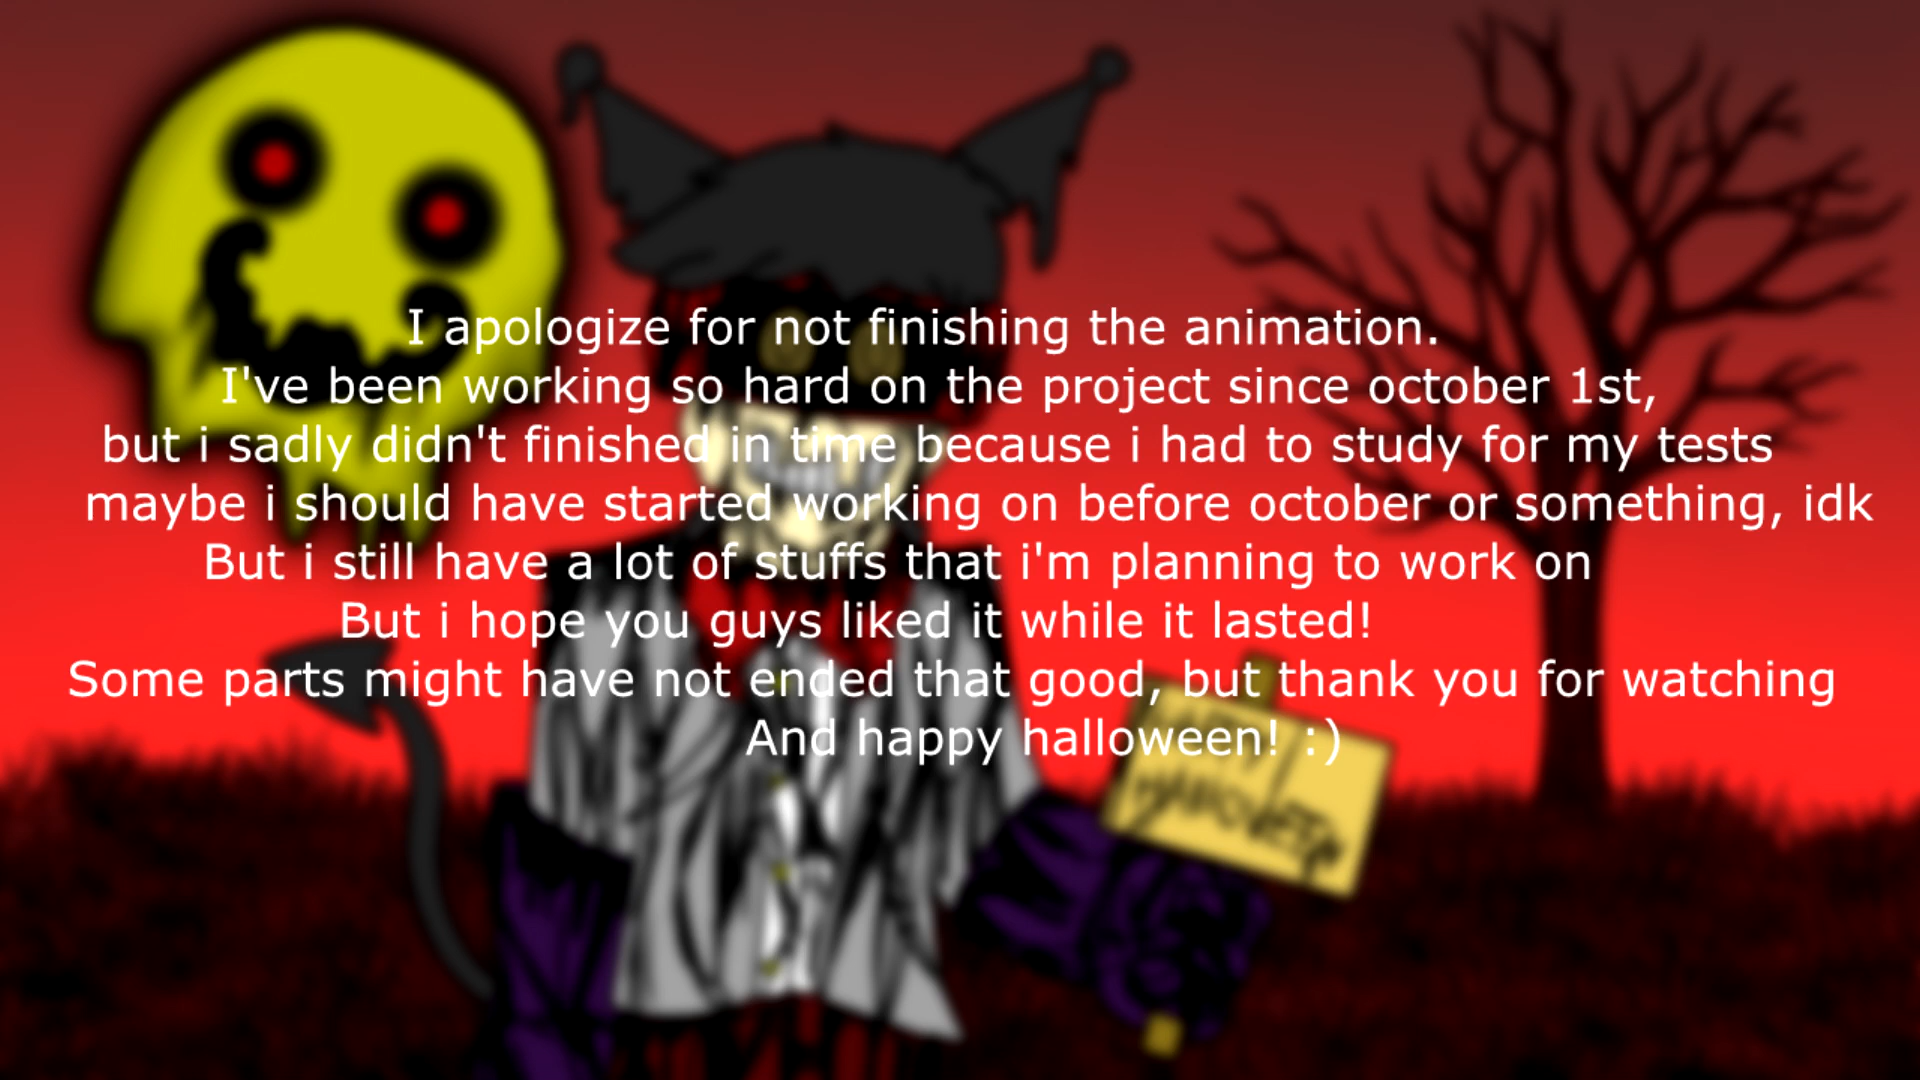 I apologize for not finishing the animation.
I've been working so hard on the project since october 1st,
but i sadly didn't finished in time because i had to study for my tests
maybe i should have started working on before october or something, idk
But i still have a lot of stuffs that i'm planning to work on
But i hope you guys liked it while it lasted!
Some parts might have not ended that good, but thank you for watching
And happy halloween! :)
HAPPY
HALLOWEEN